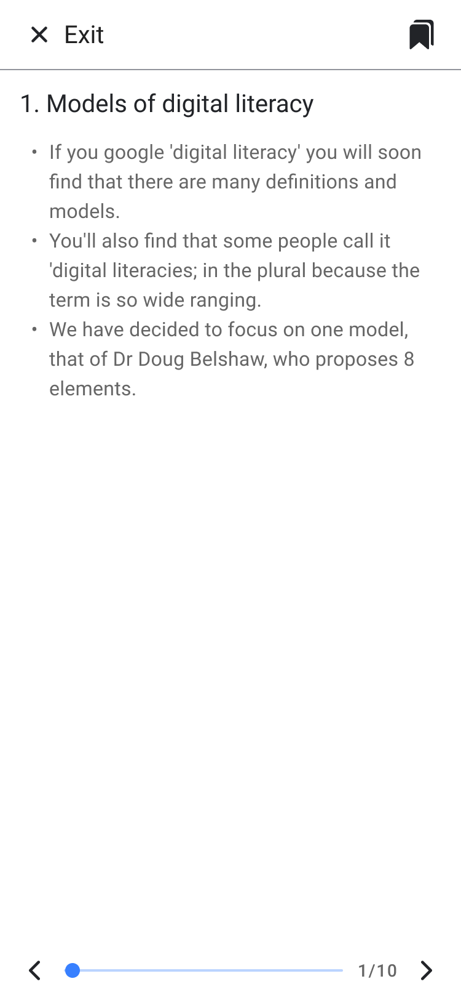 Exit
1. Models of digital literacy
• If you google 'digital literacy' you will soon
find that there are many definitions and
models.
• You'll also find that some people call it
'digital literacies; in the plural because the
term is so wide ranging.
• We have decided to focus on one model,
that of Dr Doug Belshaw, who proposes 8
elements.
1/10